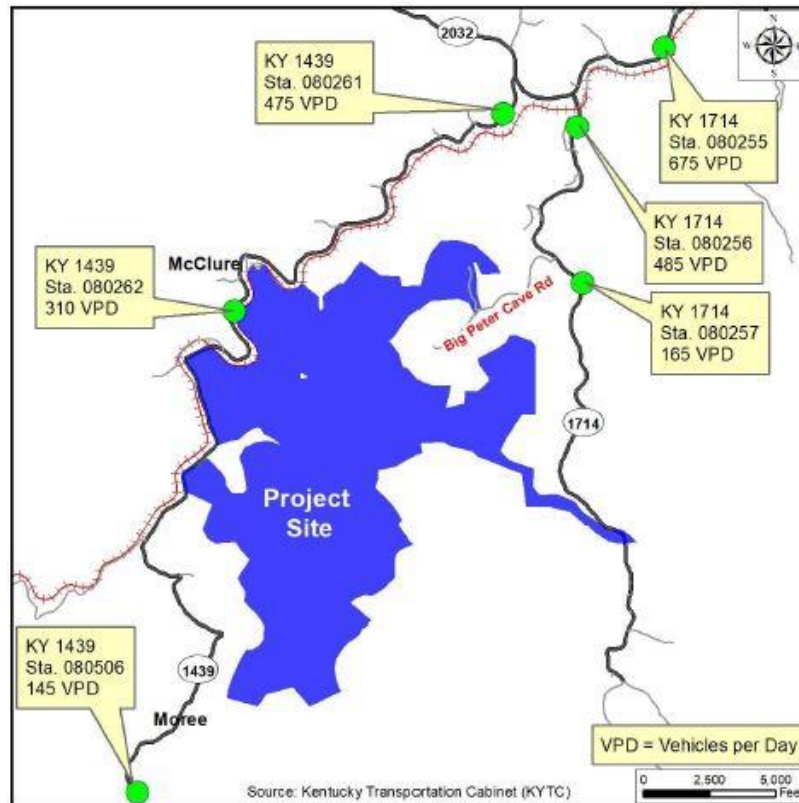 2032
N
W
S
KY 1439
Sta. 080261
475 VPD
KY 1714
Sta. 080255
675 VPD
KY 1714
Sta. 080256
485 VPD
McClure
KY 1439
Sta. 080262
310 VPD
Big Peter Cave Rd
KY 1714
Sta. 080257
165 VPD
1714
Project
Site
KY 1439
Sta. 080506
145 VPD
1439
Moree
VPD = Vehicles per Day
Source: Kentucky Transportation Cabinet (KYTC)
0 2,500 5,000
Fee